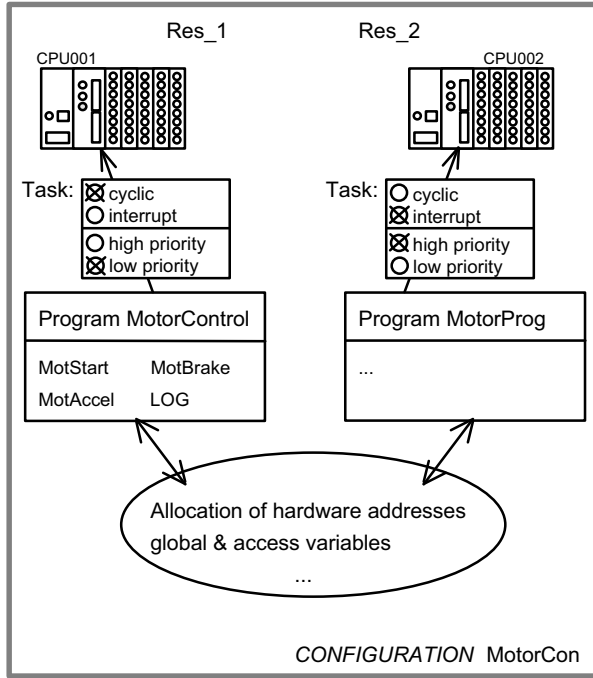 Res_1 Res_2
CPU001 CPU002
Task: cyclic Task: cyclic
interrupt interrupt
high priority high priority
low priority low priority
Program MotorControl Program MotorProg
MotStart MotBrake ...
MotAccel LOG
Allocation of hardware addresses
global & access variables
...
CONFIGURATION MotorCon